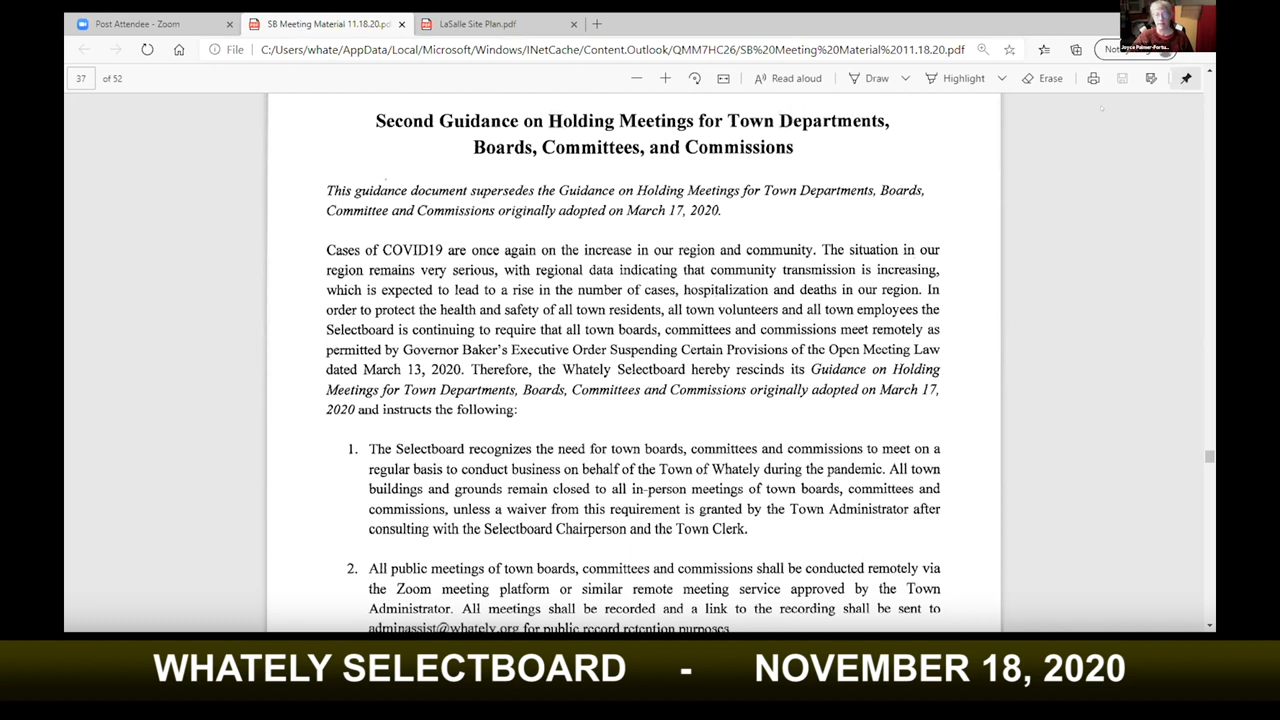 Post Attendee - Zoom
SB Meeting Material 11.18.20.pdf
LaSalle Site Plan.pdf
File
C:/Users/whate/AppData/Local/Microsoft/Windows/INetCache/Content.Outlook/QMM7HC26/SB%20Meeting%20Material%2011.18.20.pdf
Joyce Palmer-Fortu...
37 of 52
Read aloud
Draw
Highlight
Erase
Second Guidance on Holding Meetings for Town Departments,
Boards, Committees, and Commissions
This guidance document supersedes the Guidance on Holding Meetings for Town Departments, Boards,
Committee and Commissions originally adopted on March 17, 2020.
Cases of COVID19 are once again on the increase in our region and community. The situation in our
region remains very serious, with regional data indicating that community transmission is increasing,
which is expected to lead to a rise in the number of cases, hospitalization and deaths in our region. In
order to protect the health and safety of all town residents, all town volunteers and all town employees the
Selectboard is continuing to require that all town boards, committees and commissions meet remotely as
permitted by Governor Baker's Executive Order Suspending Certain Provisions of the Open Meeting Law
dated March 13, 2020. Therefore, the Whately Selectboard hereby rescinds its Guidance on Holding
Meetings for Town Departments, Boards, Committees and Commissions originally adopted on March 17,
2020 and instructs the following:
1. The Selectboard recognizes the need for town boards, committees and commissions to meet on a
regular basis to conduct business on behalf of the Town of Whately during the pandemic. All town
buildings and grounds remain closed to all in-person meetings of town boards, committees and
commissions, unless a waiver from this requirement is granted by the Town Administrator after
consulting with the Selectboard Chairperson and the Town Clerk.
2. All public meetings of town boards, committees and commissions shall be conducted remotely via
the Zoom meeting platform or similar remote meeting service approved by the Town
Administrator. All meetings shall be recorded and a link to the recording shall be sent to
adminassist@whately.org for public record retention purposes
WHATELY SELECTBOARD - NOVEMBER 18, 2020